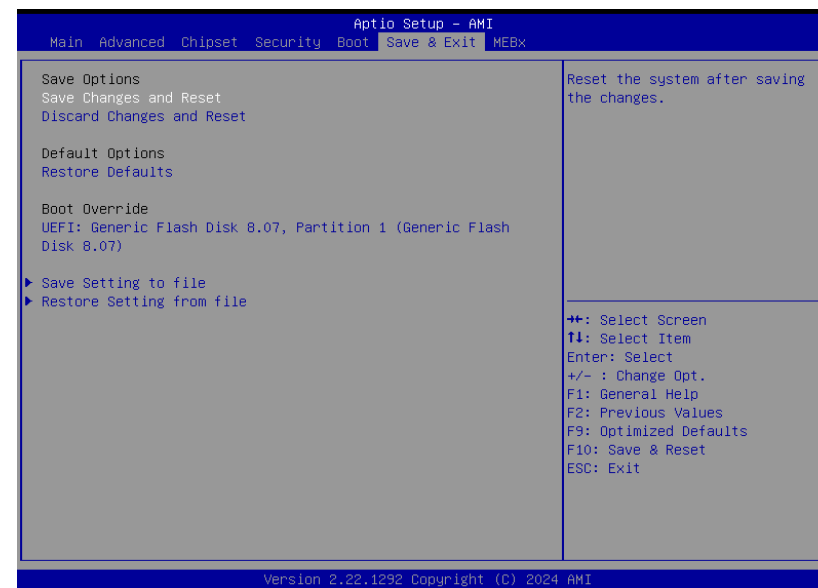 Aptio Setup – AMI
Main Advanced Chipset Security Boot Save & Exit MEBx
Save Options
Save Changes and Reset
Discard Changes and Reset
Default Options
Restore Defaults
Boot Override
UEFI: Generic Flash Disk 8.07, Partition 1 (Generic Flash
Disk 8.07)
▶ Save Setting to file
▶ Restore Setting from file
Reset the system after saving
the changes.
→←: Select Screen
↑↓: Select Item
Enter: Select
+/- : Change Opt.
F1: General Help
F2: Previous Values
F9: Optimized Defaults
F10: Save & Reset
ESC: Exit
Version 2.22.1292 Copyright (C) 2024 AMI